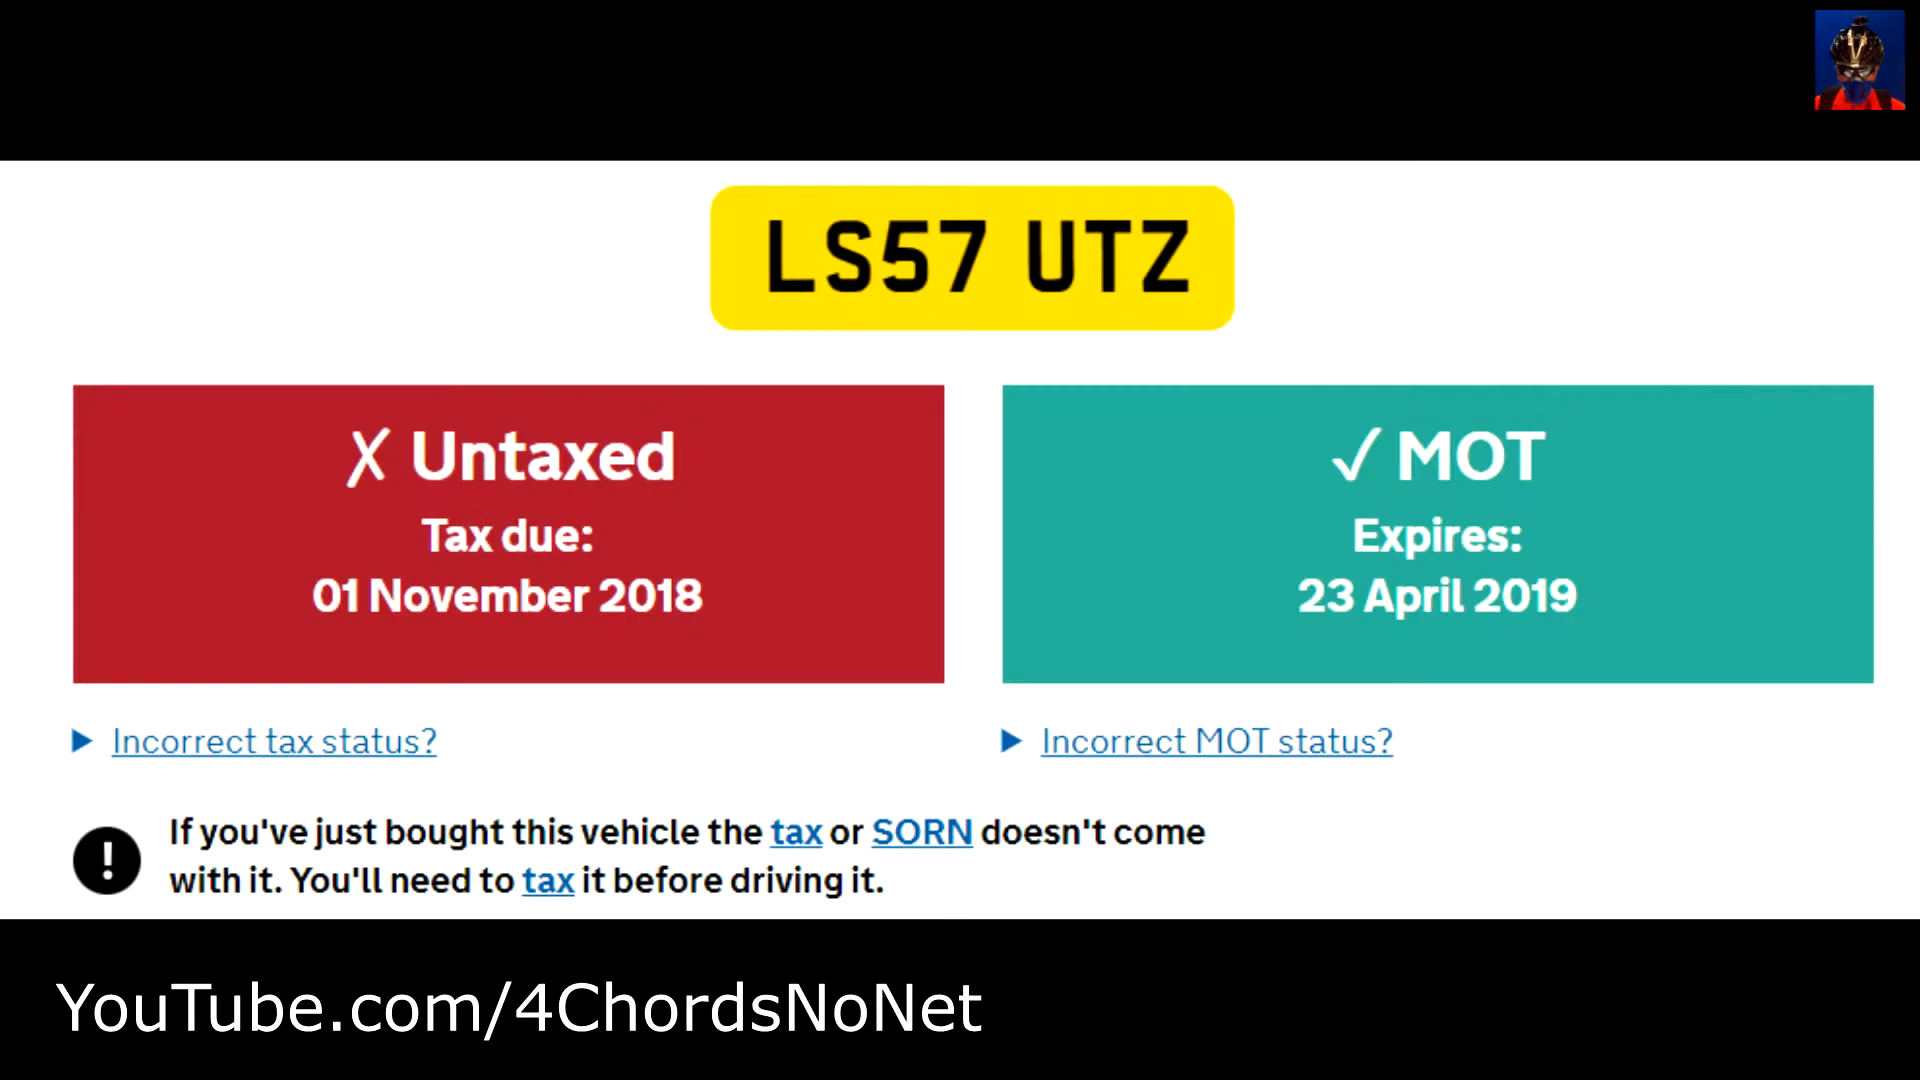 LS57 UTZ
✗ Untaxed
Tax due:
01 November 2018
✓ MOT
Expires:
23 April 2019
Incorrect tax status?
Incorrect MOT status?
If you've just bought this vehicle the tax or SORN doesn't come
with it. You'll need to tax it before driving it.
YouTube.com/4ChordsNoNet